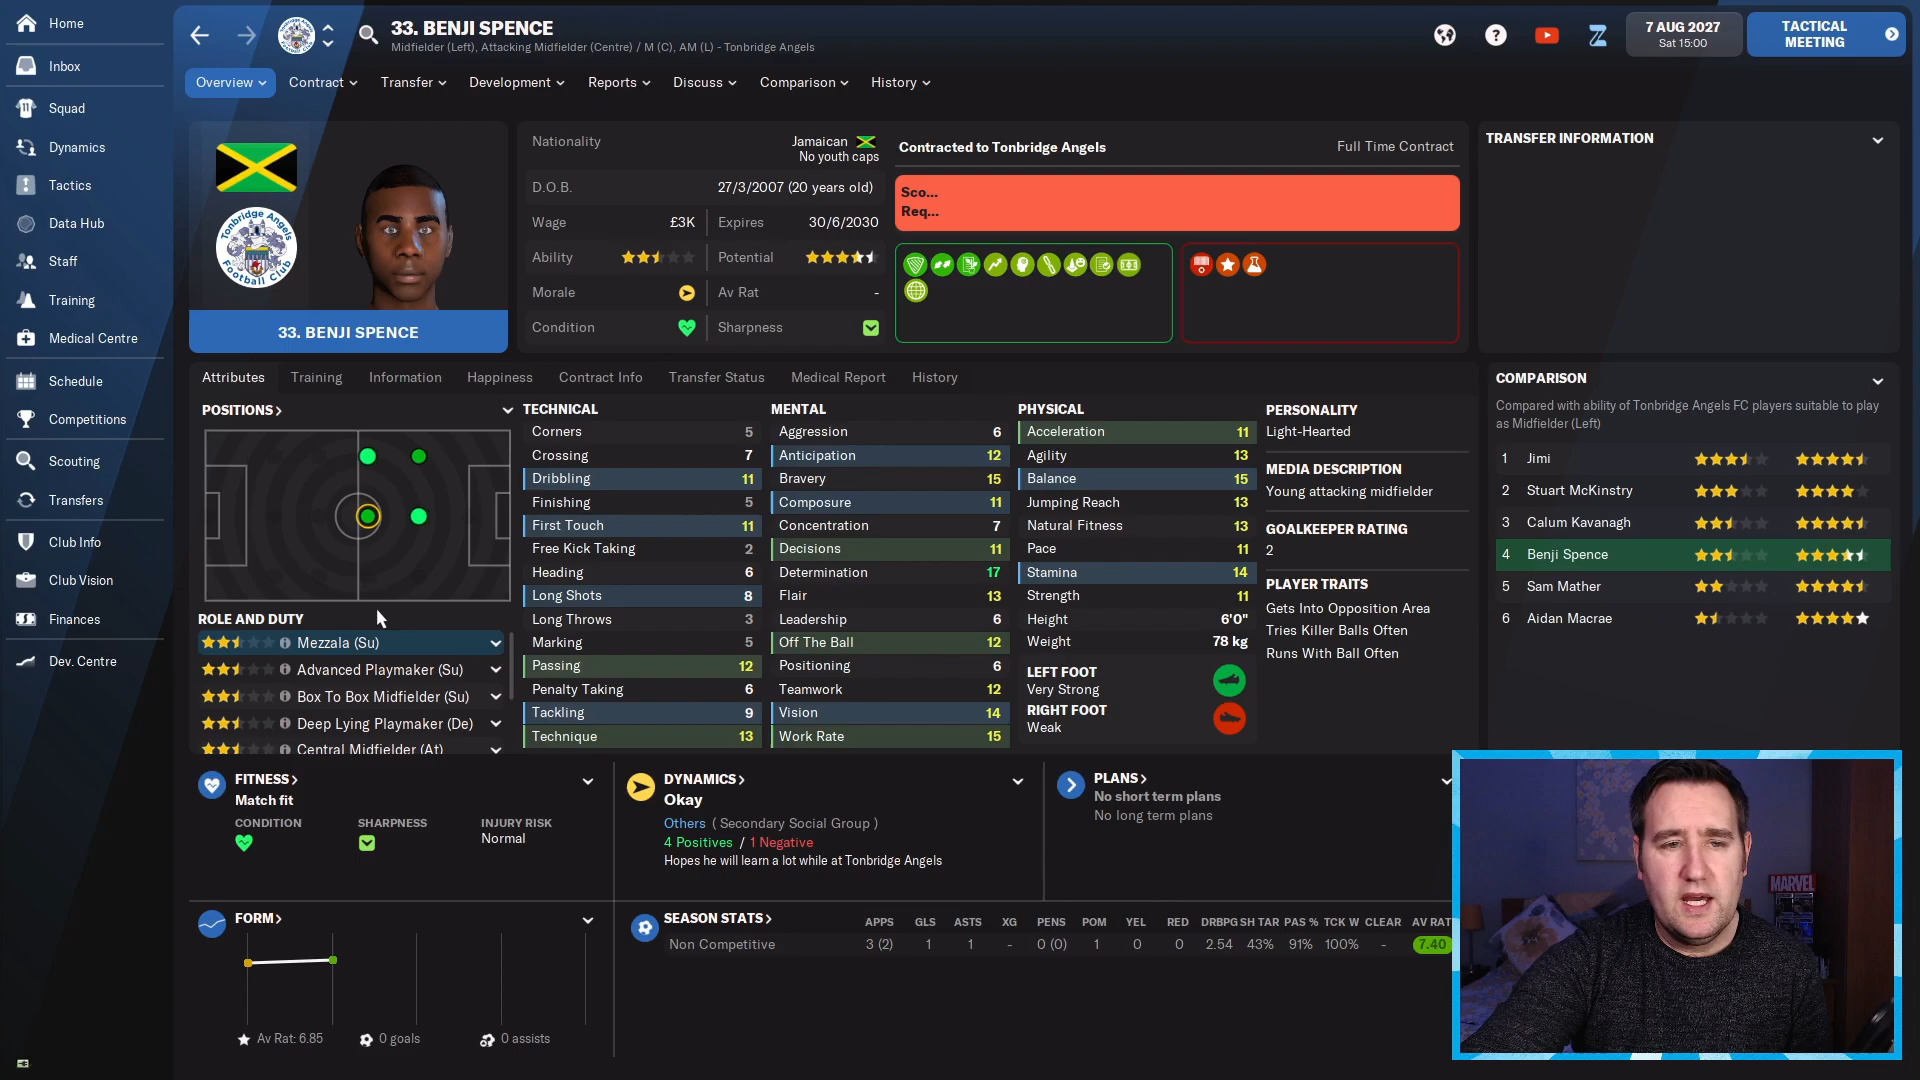 Home
Inbox
Squad
Dynamics
Tactics
Data Hub
Staff
Training
Medical Centre
Schedule
Competitions
Scouting
Transfers
Club Info
Club Vision
Finances
Dev. Centre
33. BENJI SPENCE
Midfielder (Left), Attacking Midfielder (Centre) / M (C), AM (L) - Tonbridge Angels
7 AUG 2027
Sat 15:00
TACTICAL
MEETING
Overview
Contract
Transfer
Development
Reports
Discuss
Comparison
History
Tonbridge Angels
Football Club
33. BENJI SPENCE
Nationality Jamaican
No youth caps
D.O.B. 27/3/2007 (20 years old)
Wage £3K Expires 30/6/2030
Ability Potential
Morale Av Rat -
Condition Sharpness
Contracted to Tonbridge Angels Full Time Contract
Sco...
Req...
TRANSFER INFORMATION
Attributes
Training
Information
Happiness
Contract Info
Transfer Status
Medical Report
History
POSITIONS
ROLE AND DUTY
Mezzala (Su)
Advanced Playmaker (Su)
Box To Box Midfielder (Su)
Deep Lying Playmaker (De)
Central Midfielder (At)
TECHNICAL
Corners 5
Crossing 7
Dribbling 11
Finishing 5
First Touch 11
Free Kick Taking 2
Heading 6
Long Shots 8
Long Throws 3
Marking 5
Passing 12
Penalty Taking 6
Tackling 9
Technique 13
MENTAL
Aggression 6
Anticipation 12
Bravery 15
Composure 11
Concentration 7
Decisions 11
Determination 17
Flair 13
Leadership 6
Off The Ball 12
Positioning 6
Teamwork 12
Vision 14
Work Rate 15
PHYSICAL
Acceleration 11
Agility 13
Balance 15
Jumping Reach 13
Natural Fitness 13
Pace 11
Stamina 14
Strength 11
Height 6'0"
Weight 78 kg
LEFT FOOT
Very Strong
RIGHT FOOT
Weak
PERSONALITY
Light-Hearted
MEDIA DESCRIPTION
Young attacking midfielder
GOALKEEPER RATING
2
PLAYER TRAITS
Gets Into Opposition Area
Tries Killer Balls Often
Runs With Ball Often
COMPARISON
Compared with ability of Tonbridge Angels FC players suitable to play
as Midfielder (Left)
1 Jimi
2 Stuart McKinstry
3 Calum Kavanagh
4 Benji Spence
5 Sam Mather
6 Aidan Macrae
FITNESS
Match fit
CONDITION SHARPNESS INJURY RISK
Normal
DYNAMICS
Okay
Others ( Secondary Social Group )
4 Positives / 1 Negative
Hopes he will learn a lot while at Tonbridge Angels
PLANS
No short term plans
No long term plans
FORM
Av Rat: 6.85 0 goals 0 assists
SEASON STATS APPS GLS ASTS XG PENS POM YEL RED DRBPG SH TAR PAS % TCK W CLEAR AV RAT
Non Competitive 3 (2) 1 1 - 0 (0) 1 0 0 2.54 43% 91% 100% - 7.40
MARVEL